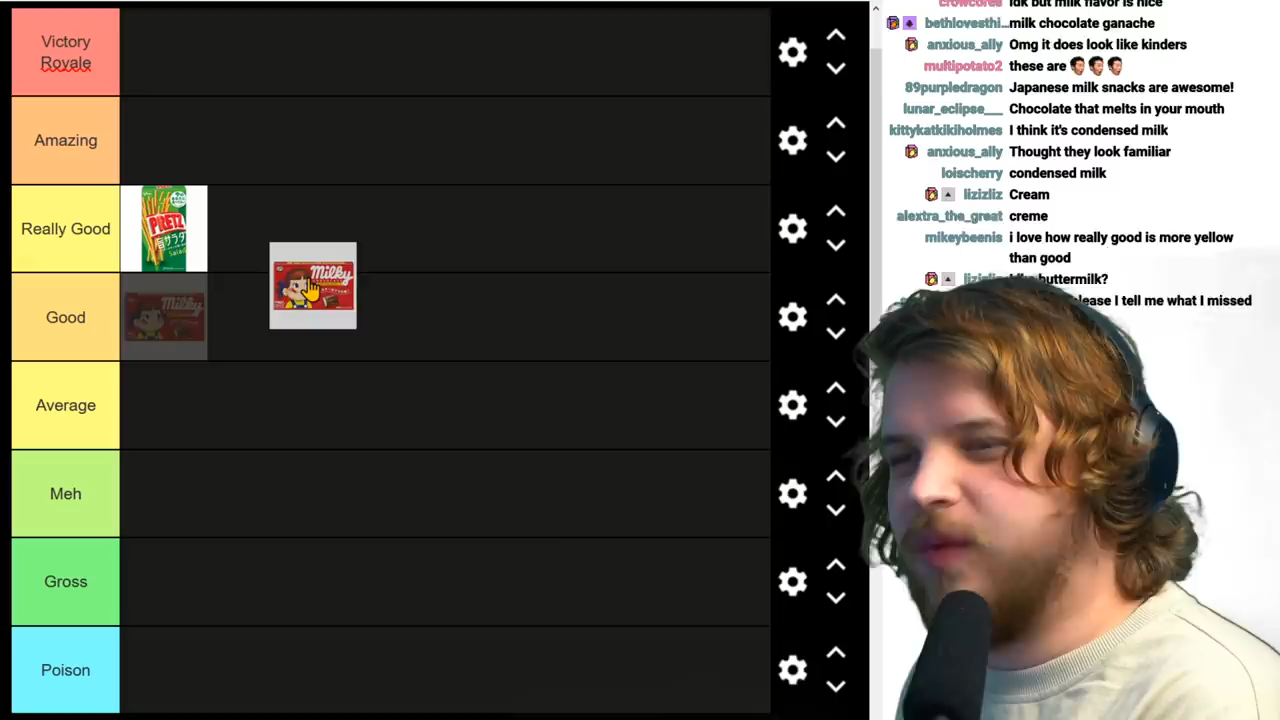 Victory
Royale
Amazing
Really Good
PRETZ
旨サラダ
Salad
Milky
Good
Milky
Average
Meh
Gross
Poison
crowcores idk but milk flavor is nice
bethlovesthi... milk chocolate ganache
anxious_ally Omg it does look like kinders
multipotato2 these are
89purpledragon Japanese milk snacks are awesome!
lunar_eclipse___ Chocolate that melts in your mouth
kittykatkikiholmes I think it's condensed milk
anxious_ally Thought they look familiar
loischerry condensed milk
lizizliz Cream
alextra_the_great creme
mikeybeenis i love how really good is more yellow
than good
buttermilk?
I tell me what I missed